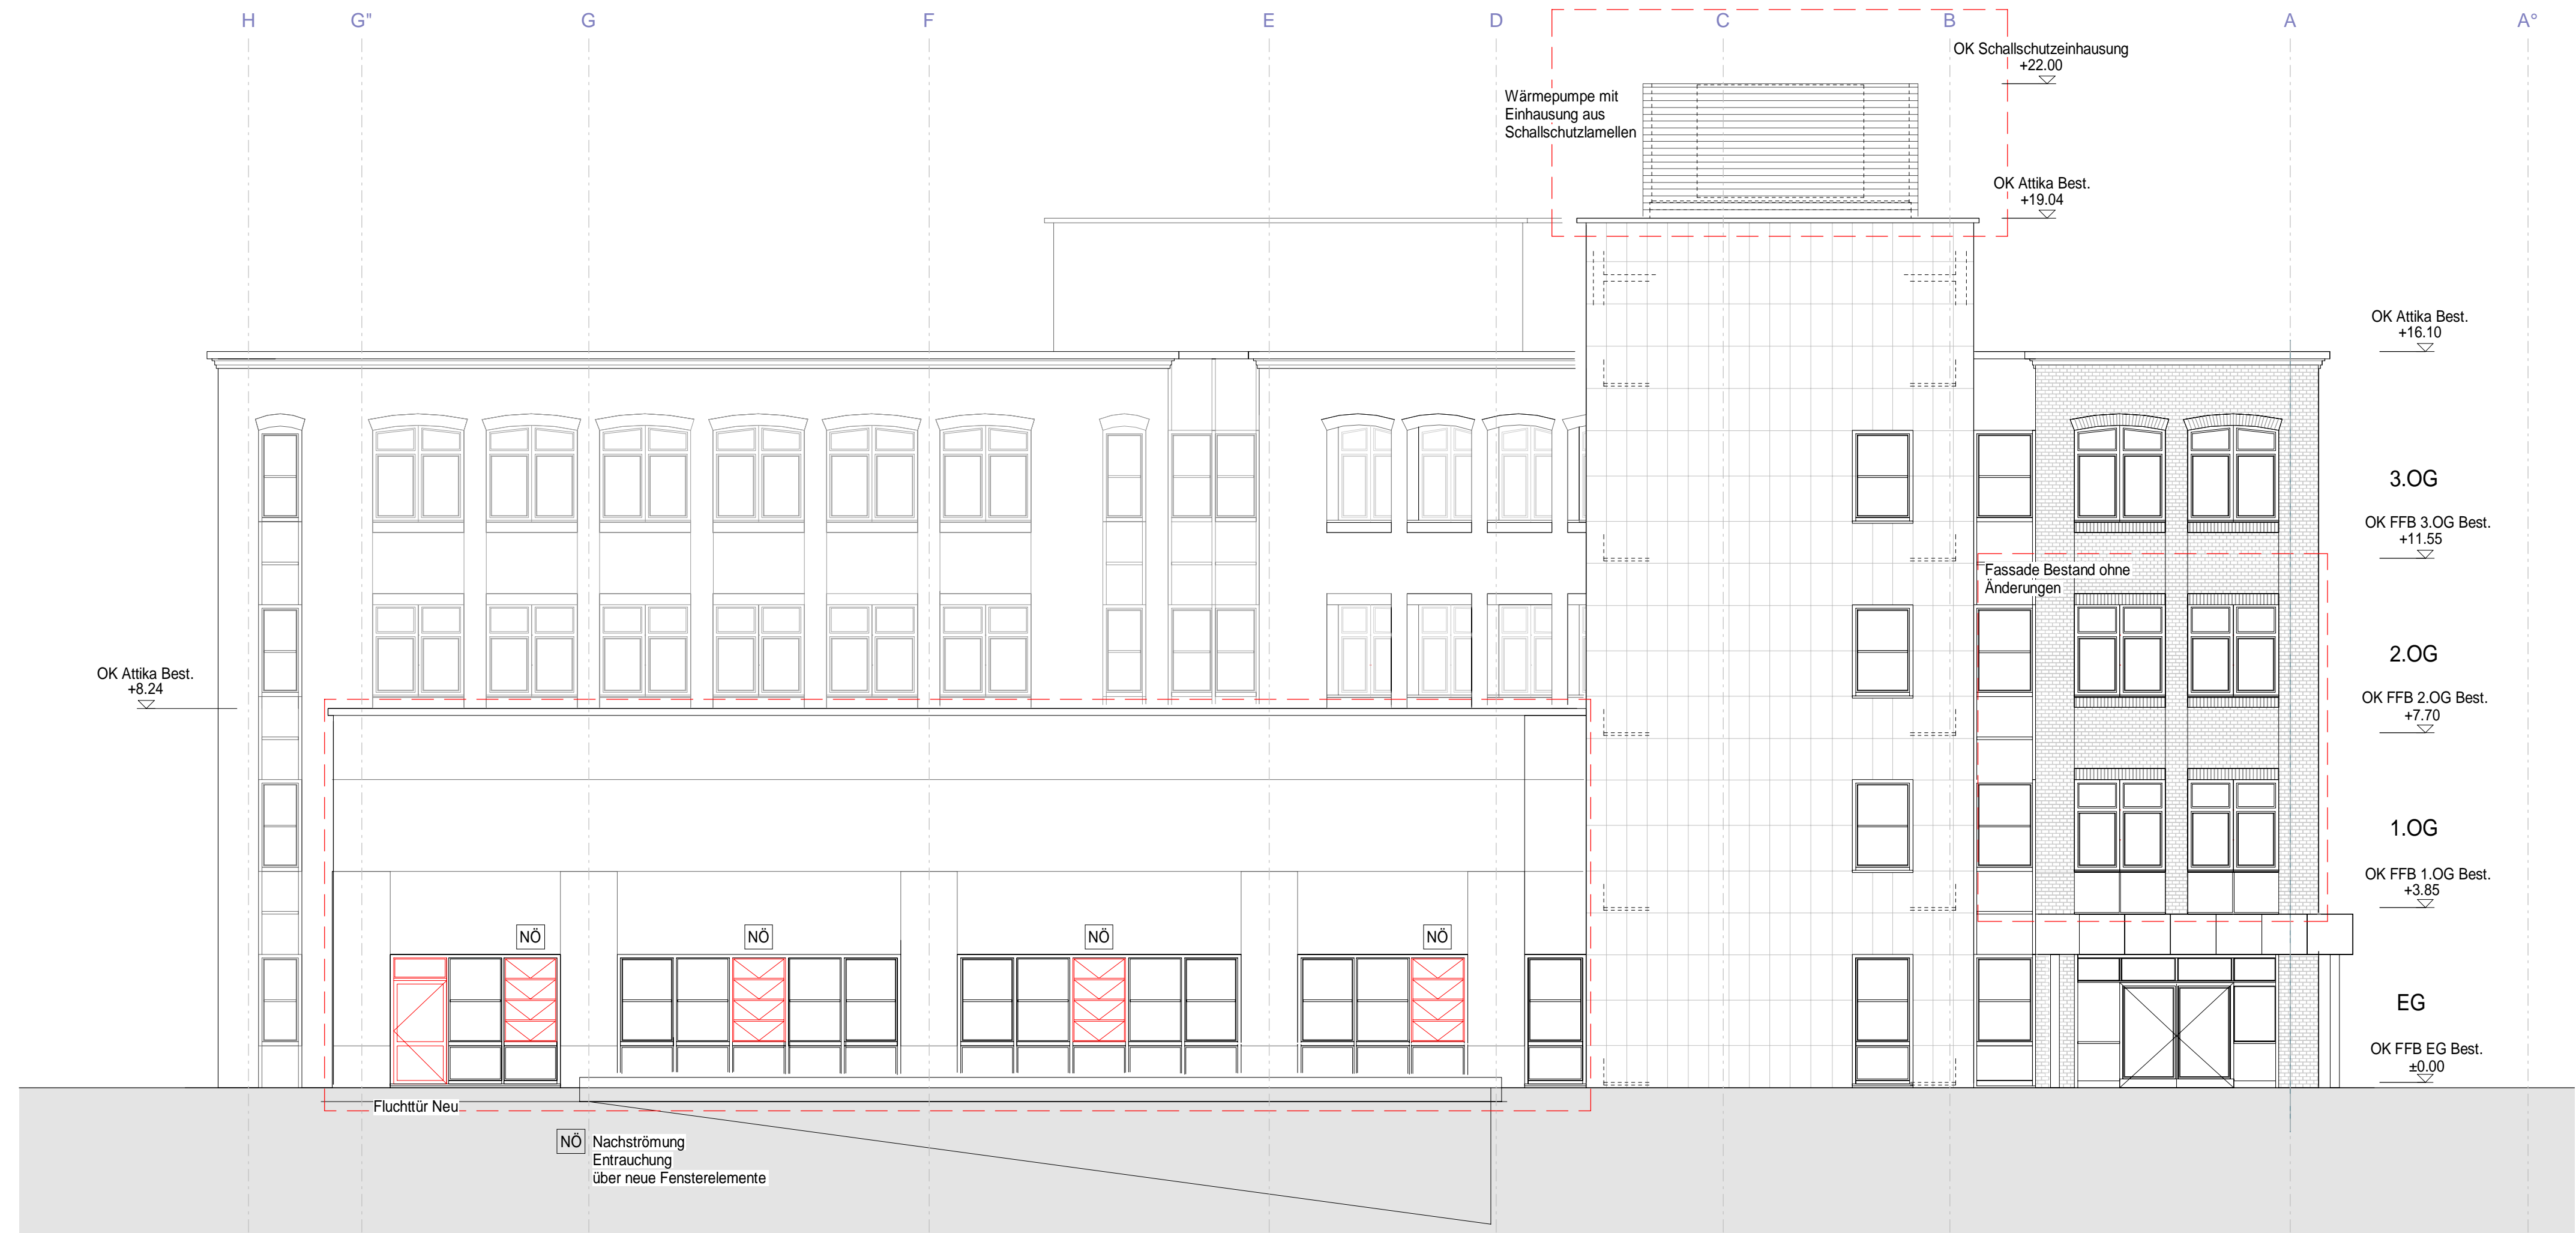 H G" G F E D C B A A°
OK Schallschutzeinhausung
+22.00
Wärmepumpe mit
Einhausung aus
Schallschutzlamellen
OK Attika Best.
+19.04
OK Attika Best.
+16.10
3.OG
OK FFB 3.OG Best.
+11.55
Fassade Bestand ohne
Änderungen
2.OG
OK Attika Best.
+8.24
OK FFB 2.OG Best.
+7.70
1.OG
OK FFB 1.OG Best.
+3.85
NÖ NÖ NÖ NÖ
EG
OK FFB EG Best.
±0.00
Fluchttür Neu
NÖ Nachströmung
Entrauchung
über neue Fensterelemente